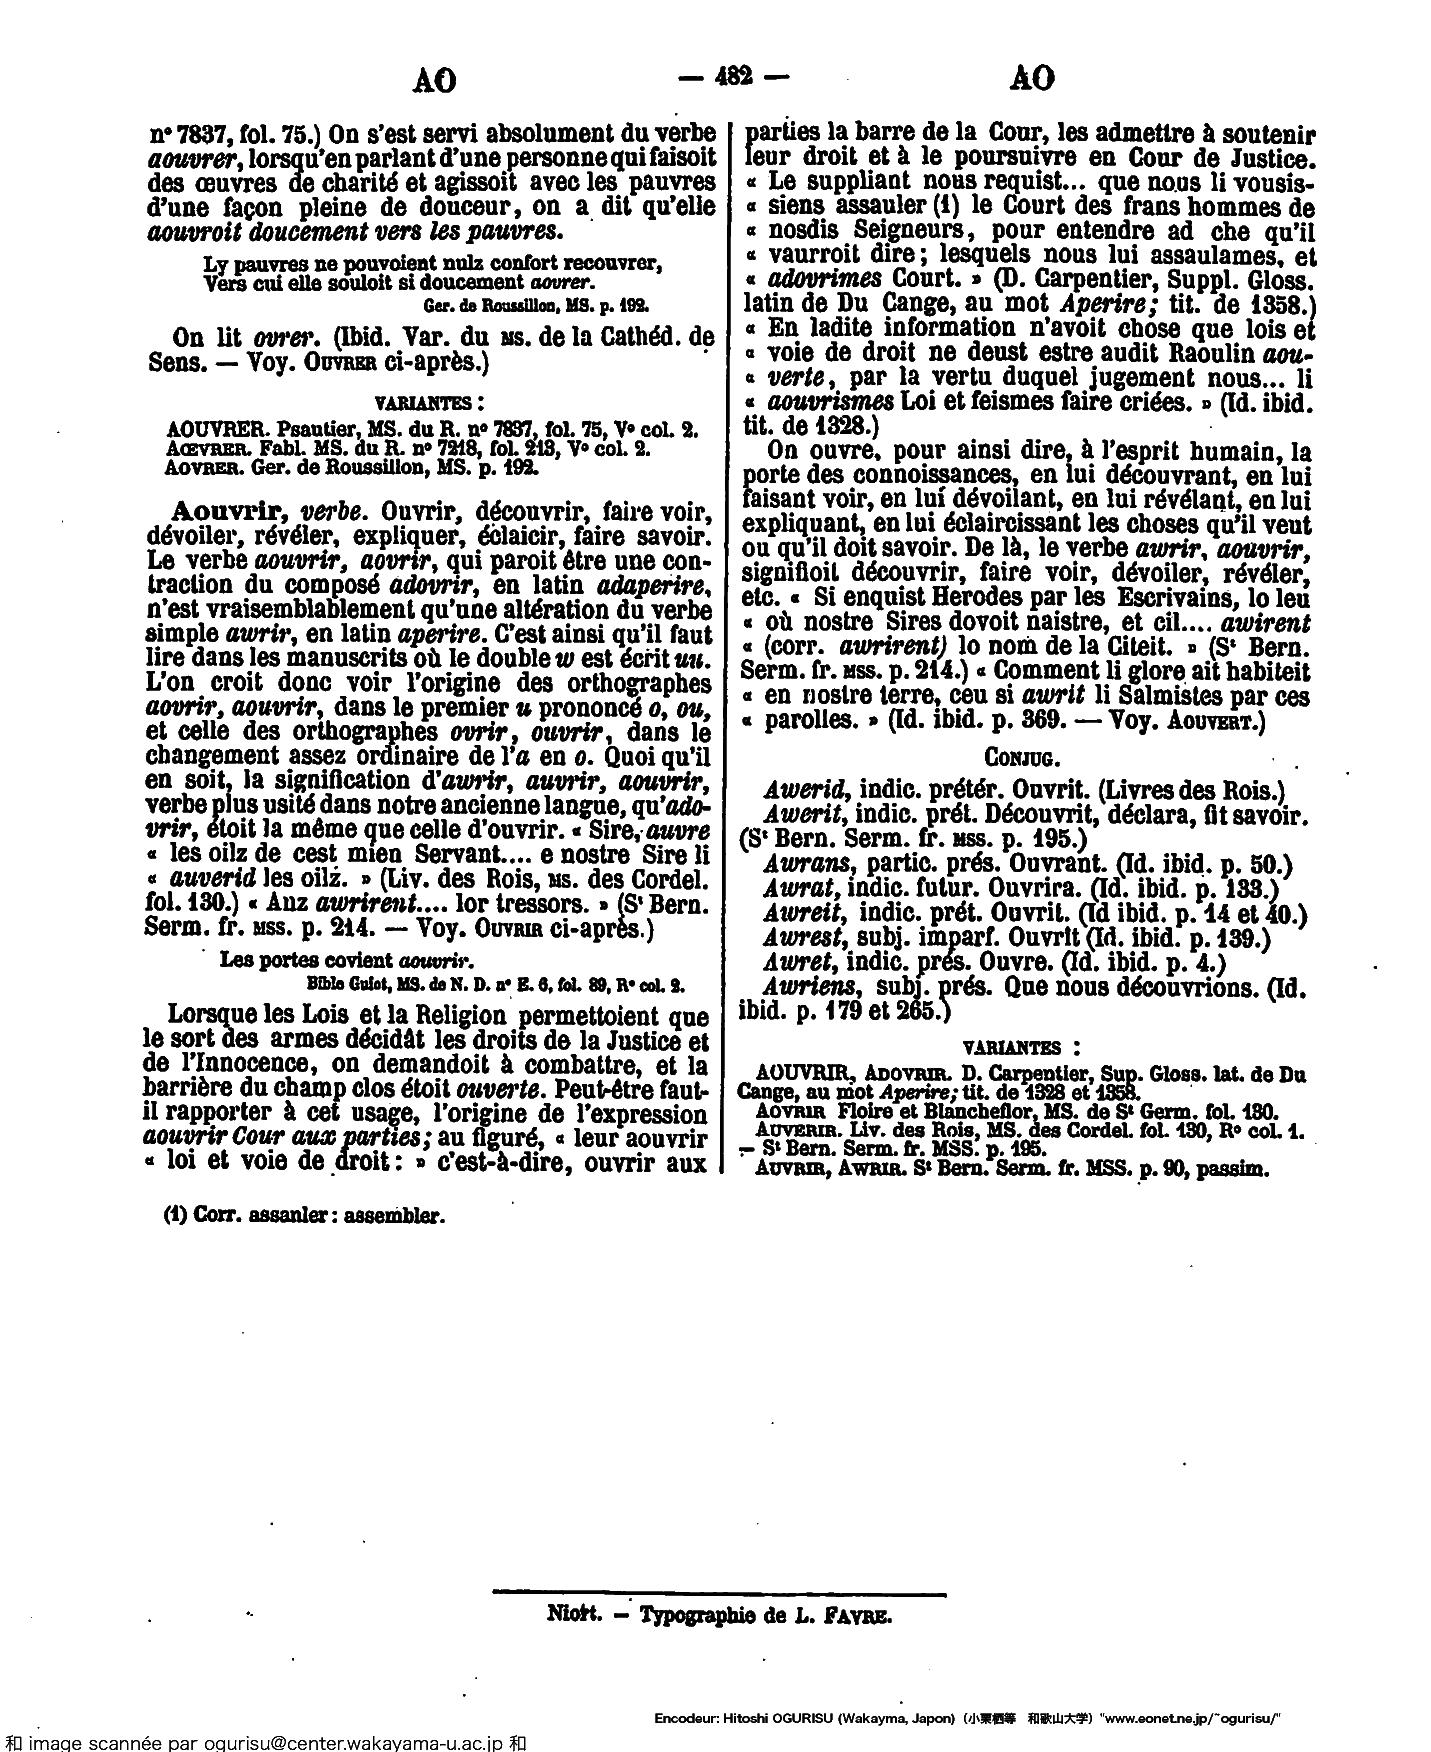 AO — 482 — AO
n° 7837, fol. 75.) On s'est servi absolument du verbe
aouvrer, lorsqu'en parlant d'une personne qui faisoit
des œuvres de charité et agissoit avec les pauvres
d'une façon pleine de douceur, on a dit qu'elle
aouvroit doucement vers les pauvres.
Ly pauvres ne pouvoient nulz confort recouvrer,
Vers cui elle souloit si doucement aovrer.
Ger. de Roussillon, MS. p. 192.
On lit ovrer. (Ibid. Var. du MS. de la Cathéd. de
Sens. — Voy. OUVRER ci-après.)
VARIANTES :
AOUVRER. Psautier, MS. du R. n° 7837, fol. 75, V° col. 2.
AŒVRER. Fabl. MS. du R. n° 7218, fol. 213, V° col. 2.
AOVRER. Ger. de Roussillon, MS. p. 192.
Aouvrir, verbe. Ouvrir, découvrir, faire voir,
dévoiler, révéler, expliquer, éclaicir, faire savoir.
Le verbe aouvrir, aovrir, qui paroit être une con-
traction du composé adovrir, en latin adaperire,
n'est vraisemblablement qu'une altération du verbe
simple awrir, en latin aperire. C'est ainsi qu'il faut
lire dans les manuscrits où le double w est écrit uu.
L'on croit donc voir l'origine des orthographes
aovrir, aouvrir, dans le premier u prononcé o, ou,
et celle des orthographes ovrir, ouvrir, dans le
changement assez ordinaire de l'a en o. Quoi qu'il
en soit, la signification d'awrir, auvrir, aouvrir,
verbe plus usité dans notre ancienne langue, qu'ado-
vrir, étoit la même que celle d'ouvrir. « Sire, auvre
« les oilz de cest mien Servant.... e nostre Sire li
« auverid les oilz. » (Liv. des Rois, MS. des Cordel.
fol. 130.) « Anz awrirent.... lor tressors. » (St Bern.
Serm. fr. MSS. p. 214. — Voy. OUVRIR ci-après.)
Les portes covient aouvrir.
Bible Guiot, MS. de N. D. n° E. 6, fol. 89, R° col. 2.
Lorsque les Lois et la Religion permettoient que
le sort des armes décidât les droits de la Justice et
de l'Innocence, on demandoit à combattre, et la
barrière du champ clos étoit ouverte. Peut-être faut-
il rapporter à cet usage, l'origine de l'expression
aouvrir Cour aux parties; au figuré, « leur aouvrir
« loi et voie de droit : » c'est-à-dire, ouvrir aux
parties la barre de la Cour, les admettre à soutenir
leur droit et à le poursuivre en Cour de Justice.
« Le suppliant nous requist... que nous li vousis-
« siens assauler (1) le Court des frans hommes de
« nosdis Seigneurs, pour entendre ad che qu'il
« vaurroit dire ; lesquels nous lui assaulames, et
« adovrimes Court. » (D. Carpentier, Suppl. Gloss.
latin de Du Cange, au mot Aperire; tit. de 1358.)
« En ladite information n'avoit chose que lois et
« voie de droit ne deust estre audit Raoulin aou-
« verte, par la vertu duquel jugement nous... li
« aouvrismes Loi et feismes faire criées. » (Id. ibid.
tit. de 1328.)
On ouvre, pour ainsi dire, à l'esprit humain, la
porte des connoissances, en lui découvrant, en lui
faisant voir, en lui dévoilant, en lui révélant, en lui
expliquant, en lui éclaircissant les choses qu'il veut
ou qu'il doit savoir. De là, le verbe awrir, aouvrir,
signifioit découvrir, faire voir, dévoiler, révéler,
etc. « Si enquist Herodes par les Escrivains, lo leu
« où nostre Sires dovoit naistre, et cil.... awirent
« (corr. awrirent) lo nom de la Citeit. » (St Bern.
Serm. fr. MSS. p. 214.) « Comment li glore ait habiteit
« en nostre terre, ceu si awrit li Salmistes par ces
« parolles. » (Id. ibid. p. 369. — Voy. AOUVERT.)
CONJUG.
Awerid, indic. prétér. Ouvrit. (Livres des Rois.)
Awerit, indic. prét. Découvrit, déclara, fit savoir.
(St Bern. Serm. fr. MSS. p. 195.)
Awrans, partic. prés. Ouvrant. (Id. ibid. p. 50.)
Awrat, indic. futur. Ouvrira. (Id. ibid. p. 133.)
Awreit, indic. prét. Ouvrit. (Id ibid. p. 14 et 40.)
Awrest, subj. imparf. Ouvrit (Id. ibid. p. 139.)
Awret, indic. prés. Ouvre. (Id. ibid. p. 4.)
Awriens, subj. prés. Que nous découvrions. (Id.
ibid. p. 179 et 265.)
VARIANTES :
AOUVRIR, ADOVRIR. D. Carpentier, Sup. Gloss. lat. de Du
Cange, au mot Aperire; tit. de 1328 et 1358.
AOVRIR Floire et Blancheflor, MS. de St Germ. fol. 130.
AUVERIR. Liv. des Rois, MS. des Cordel. fol. 130, R° col. 1.
— St Bern. Serm. fr. MSS. p. 195.
AUVRIR, AWRIR. St Bern. Serm. fr. MSS. p. 90, passim.
(1) Corr. assanler : assembler.
Niort. — Typographie de L. FAVRE.
Encodeur: Hitoshi OGURISU (Wakayma, Japon) (小栗栖等 和歌山大学) "www.eonet.ne.jp/~ogurisu/"
和 image scannée par ogurisu@center.wakayama-u.ac.jp 和